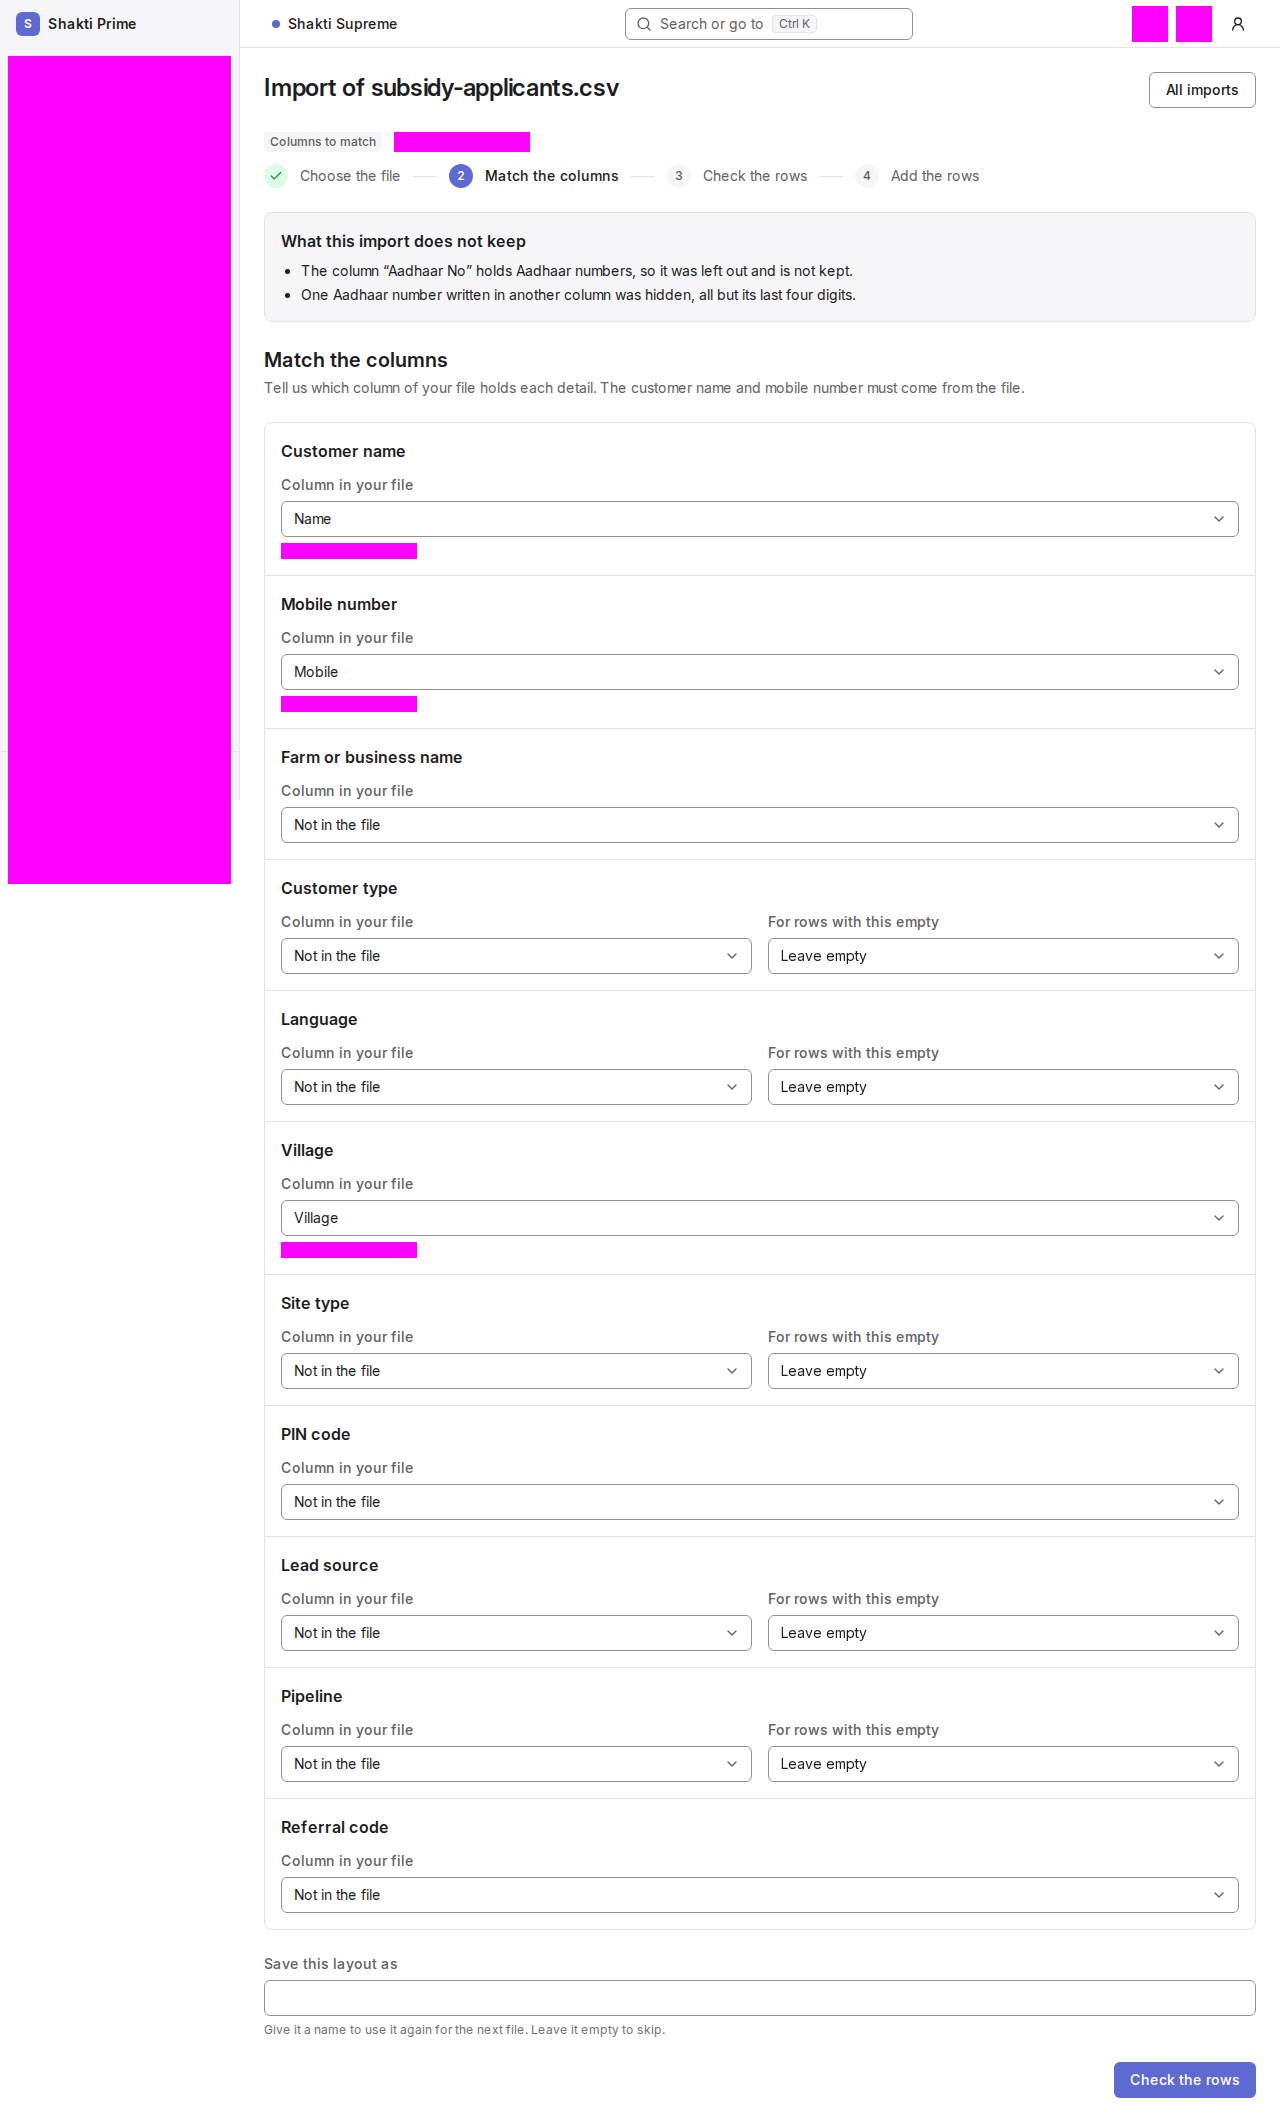 S Shakti Prime
Shakti Supreme
Search or go to Ctrl K
Import of subsidy-applicants.csv
All imports
Columns to match
Choose the file
2 Match the columns
3 Check the rows
4 Add the rows
What this import does not keep
• The column “Aadhaar No” holds Aadhaar numbers, so it was left out and is not kept.
• One Aadhaar number written in another column was hidden, all but its last four digits.
Match the columns
Tell us which column of your file holds each detail. The customer name and mobile number must come from the file.
Customer name
Column in your file
Name
Mobile number
Column in your file
Mobile
Farm or business name
Column in your file
Not in the file
Customer type
Column in your file For rows with this empty
Not in the file Leave empty
Language
Column in your file For rows with this empty
Not in the file Leave empty
Village
Column in your file
Village
Site type
Column in your file For rows with this empty
Not in the file Leave empty
PIN code
Column in your file
Not in the file
Lead source
Column in your file For rows with this empty
Not in the file Leave empty
Pipeline
Column in your file For rows with this empty
Not in the file Leave empty
Referral code
Column in your file
Not in the file
Save this layout as
Give it a name to use it again for the next file. Leave it empty to skip.
Check the rows